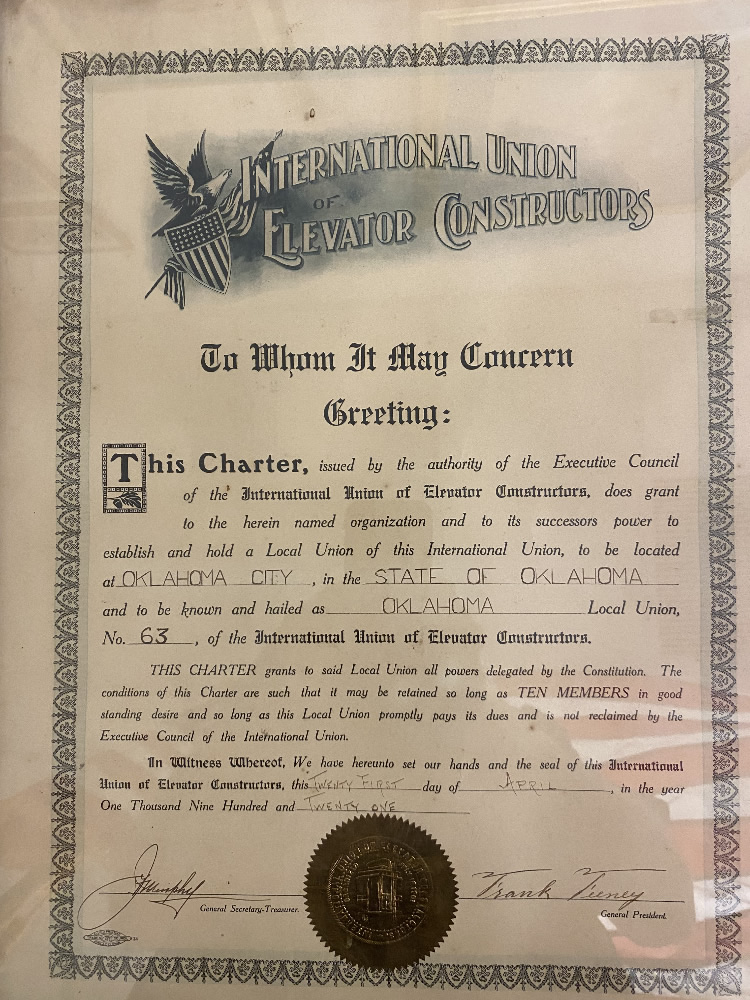 INTERNATIONAL UNION
OF
ELEVATOR CONSTRUCTORS
To Whom It May Concern
Greeting:
This Charter, issued by the authority of the Executive Council
of the International Union of Elevator Constructors, does grant
to the herein named organization and to its successors power to
establish and hold a Local Union of this International Union, to be located
at OKLAHOMA CITY, in the STATE OF OKLAHOMA
and to be known and hailed as OKLAHOMA Local Union,
No. 63, of the International Union of Elevator Constructors.
THIS CHARTER grants to said Local Union all powers delegated by the Constitution. The
conditions of this Charter are such that it may be retained so long as TEN MEMBERS in good
standing desire and so long as this Local Union promptly pays its dues and is not reclaimed by the
Executive Council of the International Union.
In Witness Whereof, We have hereunto set our hands and the seal of this International
Union of Elevator Constructors, this TWENTY FIRST day of APRIL, in the year
One Thousand Nine Hundred and TWENTY ONE
Frank Feeney
General Secretary-Treasurer.
General President.